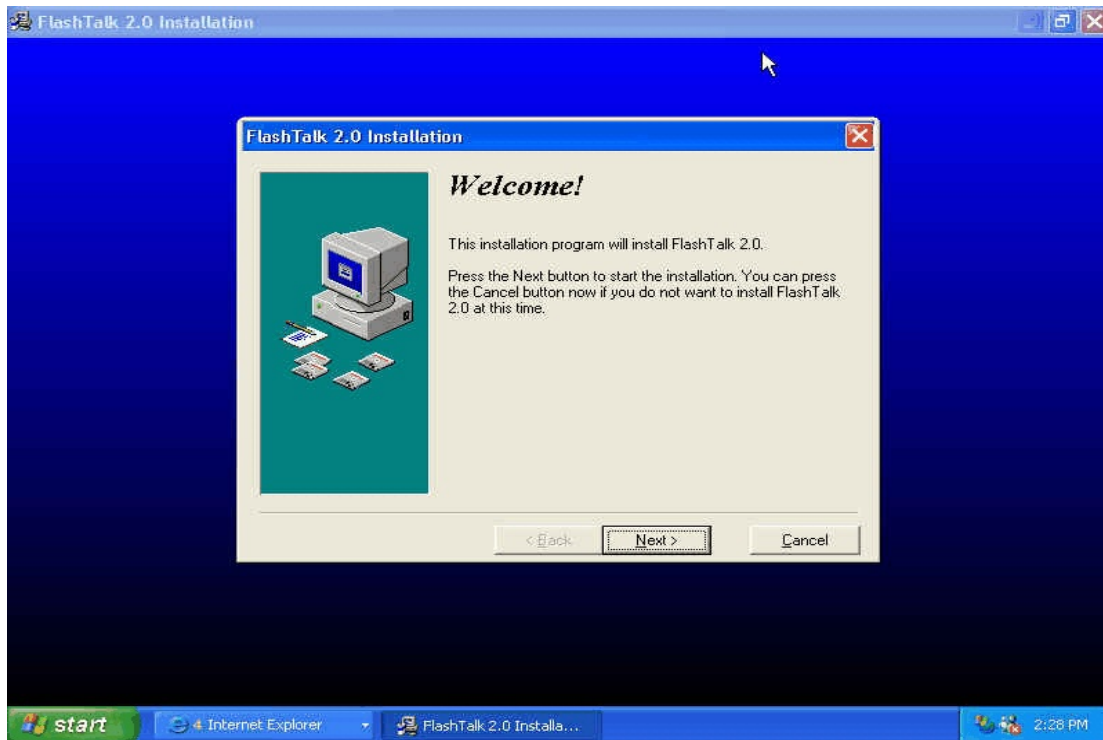 FlashTalk 2.0 Installation
FlashTalk 2.0 Installation
Welcome!
This installation program will install FlashTalk 2.0.
Press the Next button to start the installation. You can press
the Cancel button now if you do not want to install FlashTalk
2.0 at this time.
< Back
Next >
Cancel
start
4 Internet Explorer
FlashTalk 2.0 Installa...
2:28 PM